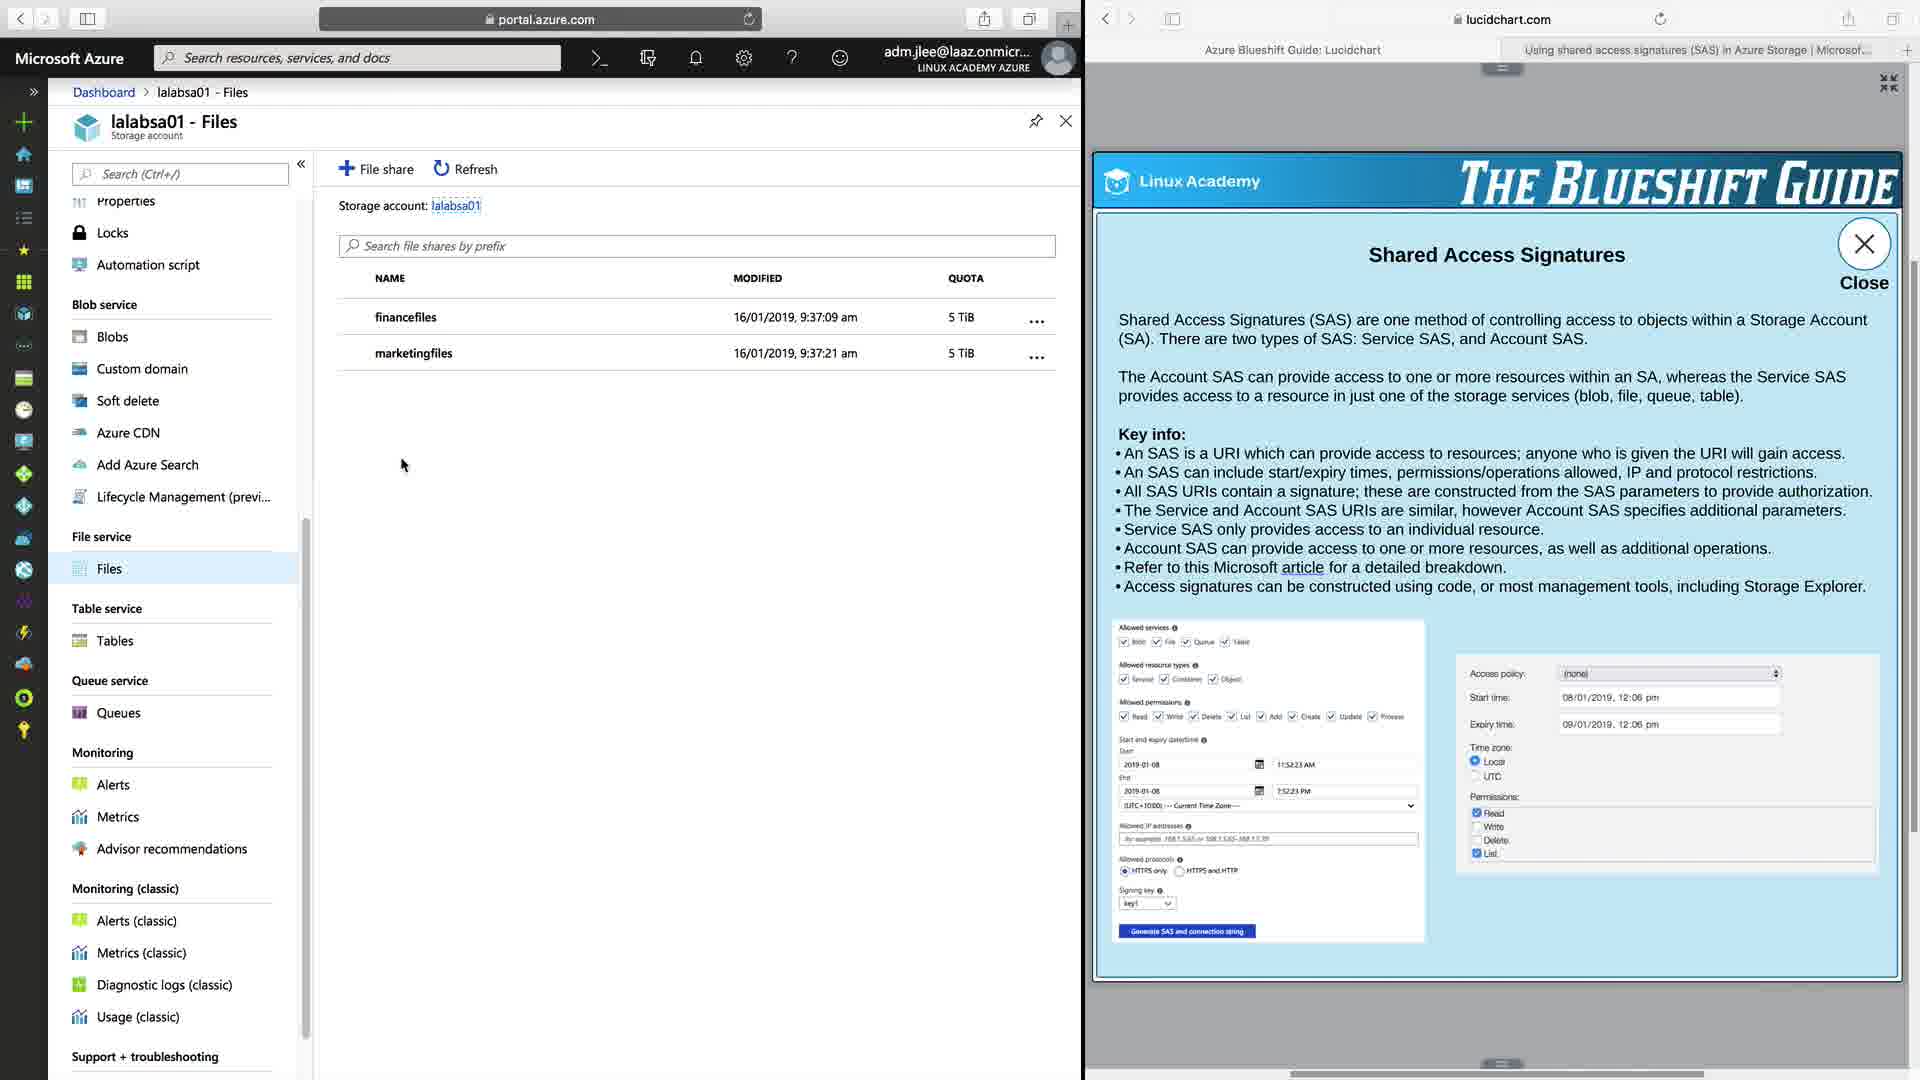 portal.azure.com
Microsoft Azure
Search resources, services, and docs
adm.jlee@laaz.onmicr...
LINUX ACADEMY AZURE
Dashboard > lalabsa01 - Files
lalabsa01 - Files
Storage account
Search (Ctrl+/)
Properties
Locks
Automation script
Blob service
Blobs
Custom domain
Soft delete
Azure CDN
Add Azure Search
Lifecycle Management (previ...
File service
Files
Table service
Tables
Queue service
Queues
Monitoring
Alerts
Metrics
Advisor recommendations
Monitoring (classic)
Alerts (classic)
Metrics (classic)
Diagnostic logs (classic)
Usage (classic)
Support + troubleshooting
File share
Refresh
Storage account: lalabsa01
Search file shares by prefix
NAME MODIFIED QUOTA
financefiles 16/01/2019, 9:37:09 am 5 TiB ...
marketingfiles 16/01/2019, 9:37:21 am 5 TiB ...
lucidchart.com
Azure Blueshift Guide: Lucidchart
Using shared access signatures (SAS) in Azure Storage | Microsof...
Linux Academy
THE BLUESHIFT GUIDE
Shared Access Signatures
Close
Shared Access Signatures (SAS) are one method of controlling access to objects within a Storage Account
(SA). There are two types of SAS: Service SAS, and Account SAS.
The Account SAS can provide access to one or more resources within an SA, whereas the Service SAS
provides access to a resource in just one of the storage services (blob, file, queue, table).
Key info:
• An SAS is a URI which can provide access to resources; anyone who is given the URI will gain access.
• An SAS can include start/expiry times, permissions/operations allowed, IP and protocol restrictions.
• All SAS URIs contain a signature; these are constructed from the SAS parameters to provide authorization.
• The Service and Account SAS URIs are similar, however Account SAS specifies additional parameters.
• Service SAS only provides access to an individual resource.
• Account SAS can provide access to one or more resources, as well as additional operations.
• Refer to this Microsoft article for a detailed breakdown.
• Access signatures can be constructed using code, or most management tools, including Storage Explorer.
Allowed services
Blob File Queue Table
Allowed resource types
Service Container Object
Allowed permissions
Read Write Delete List Add Create Update Process
Start and expiry date/time
Start
2019-01-08 11:52:23 AM
End
2019-01-08 7:52:23 PM
(UTC+10:00) --- Current Time Zone ---
Allowed IP addresses
Allowed protocols
HTTPS only HTTPS and HTTP
Signing key
key1
Generate SAS and connection string
Access policy: (none)
Start time: 08/01/2019, 12:06 pm
Expiry time: 09/01/2019, 12:06 pm
Time zone:
Local
UTC
Permissions:
Read
Write
Delete
List